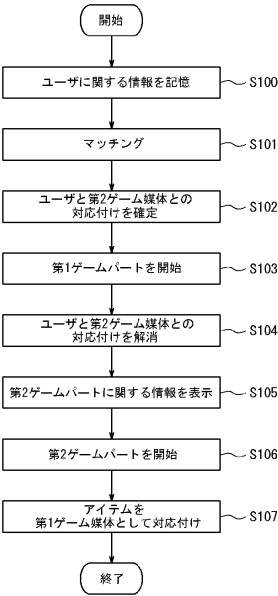 開始
ユーザに関する情報を記憶
S100
マッチング
S101
ユーザと第2ゲーム媒体との
対応付けを確定
S102
第1ゲームパートを開始
S103
ユーザと第2ゲーム媒体との
対応付けを解消
S104
第2ゲームパートに関する情報を表示
S105
第2ゲームパートを開始
S106
アイテムを
第1ゲーム媒体として対応付け
S107
終了